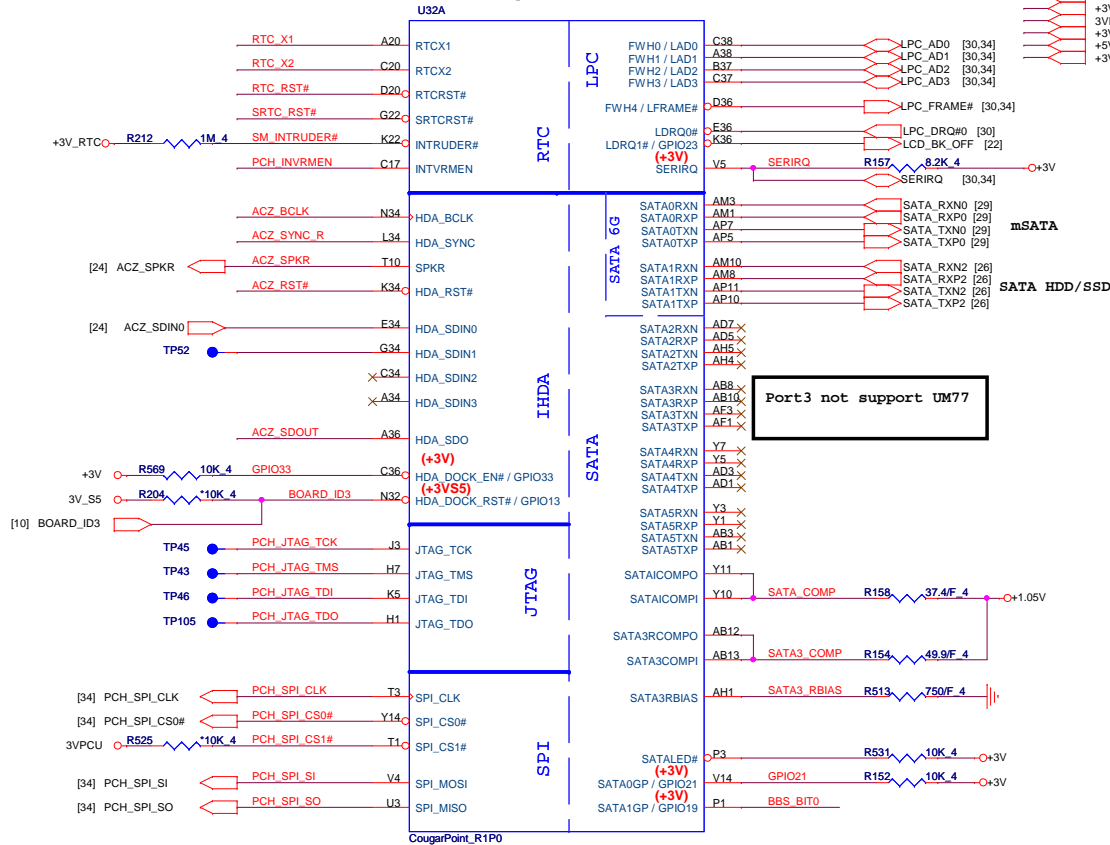 U32A
+3V
3V
+3V
+5V
+3V
RTC_X1 A20 RTCX1
RTC_X2 C20 RTCX2
RTC_RST# D20 RTCRST#
SRTC_RST# G22 SRTCRST#
+3V_RTC R212 1M_4 SM_INTRUDER# K22 INTRUDER#
PCH_INVRMEN C17 INTVRMEN
RTC
LPC
FWH0 / LAD0 C38 LPC_AD0 [30,34]
FWH1 / LAD1 A38 LPC_AD1 [30,34]
FWH2 / LAD2 B37 LPC_AD2 [30,34]
FWH3 / LAD3 C37 LPC_AD3 [30,34]
FWH4 / LFRAME# D36 LPC_FRAME# [30,34]
LDRQ0# E36 LPC_DRQ#0 [30]
LDRQ1# / GPIO23 K36 LCD_BK_OFF [22]
(+3V)
SERIRQ V5 SERIRQ R157 8.2K_4 +3V
SERIRQ [30,34]
ACZ_BCLK N34 HDA_BCLK
ACZ_SYNC_R L34 HDA_SYNC
[24] ACZ_SPKR ACZ_SPKR T10 SPKR
ACZ_RST# K34 HDA_RST#
[24] ACZ_SDIN0 E34 HDA_SDIN0
TP52 G34 HDA_SDIN1
C34 HDA_SDIN2
A34 HDA_SDIN3
ACZ_SDOUT A36 HDA_SDO
(+3V)
+3V R569 10K_4 GPIO33 C36 HDA_DOCK_EN# / GPIO33
(+3VS5)
3V_S5 R204 *10K_4 BOARD_ID3 N32 HDA_DOCK_RST# / GPIO13
[10] BOARD_ID3
IHDA
SATA 6G
SATA0RXN AM3 SATA_RXN0 [29]
SATA0RXP AM1 SATA_RXP0 [29]
SATA0TXN AP7 SATA_TXN0 [29]
SATA0TXP AP5 SATA_TXP0 [29]
mSATA
SATA1RXN AM10 SATA_RXN2 [26]
SATA1RXP AM8 SATA_RXP2 [26]
SATA1TXN AP11 SATA_TXN2 [26]
SATA1TXP AP10 SATA_TXP2 [26]
SATA HDD/SSD
SATA
SATA2RXN AD7
SATA2RXP AD5
SATA2TXN AH5
SATA2TXP AH4
SATA3RXN AB8
SATA3RXP AB10
SATA3TXN AF3
SATA3TXP AF1
Port3 not support UM77
SATA4RXN Y7
SATA4RXP Y5
SATA4TXN AD3
SATA4TXP AD1
SATA5RXN Y3
SATA5RXP Y1
SATA5TXN AB3
SATA5TXP AB1
SATAICOMPO Y11
SATAICOMPI Y10 SATA_COMP R158 37.4/F_4 +1.05V
SATA3RCOMPO AB12
SATA3COMPI AB13 SATA3_COMP R154 49.9/F_4
SATA3RBIAS AH1 SATA3_RBIAS R513 750/F_4
SATALED# P3 R531 10K_4 +3V
(+3V)
SATA0GP / GPIO21 V14 GPIO21 R152 10K_4 +3V
(+3V)
SATA1GP / GPIO19 P1 BBS_BIT0
TP45 PCH_JTAG_TCK J3 JTAG_TCK
TP43 PCH_JTAG_TMS H7 JTAG_TMS
TP46 PCH_JTAG_TDI K5 JTAG_TDI
TP105 PCH_JTAG_TDO H1 JTAG_TDO
JTAG
[34] PCH_SPI_CLK PCH_SPI_CLK T3 SPI_CLK
[34] PCH_SPI_CS0# PCH_SPI_CS0# Y14 SPI_CS0#
3VPCU R525 *10K_4 PCH_SPI_CS1# T1 SPI_CS1#
[34] PCH_SPI_SI PCH_SPI_SI V4 SPI_MOSI
[34] PCH_SPI_SO PCH_SPI_SO U3 SPI_MISO
SPI
CougarPoint_R1P0